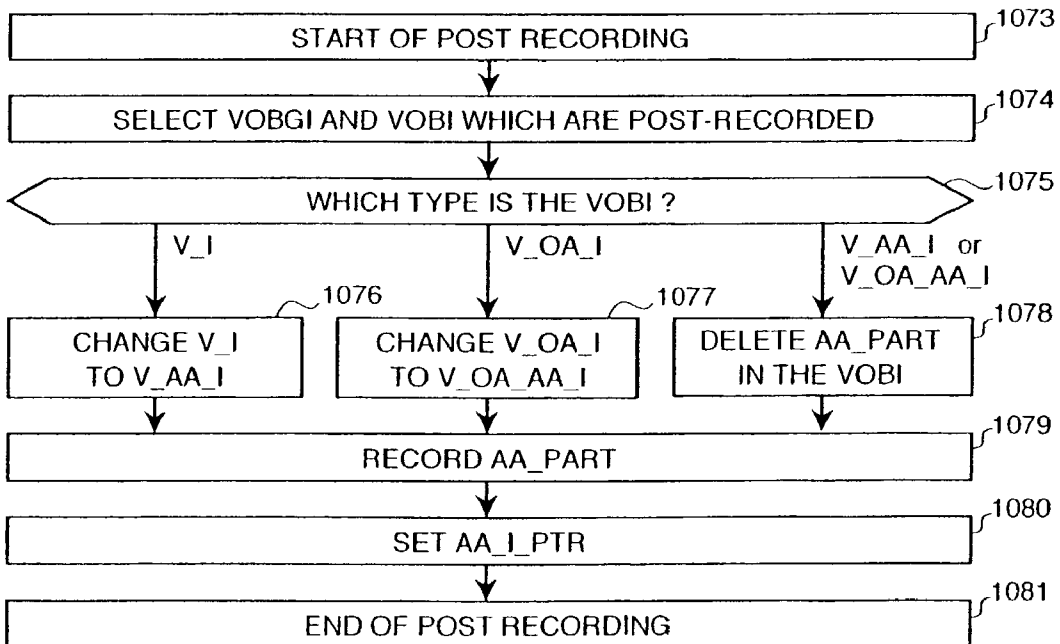 START OF POST RECORDING
1073
SELECT VOBGI AND VOBI WHICH ARE POST-RECORDED
1074
WHICH TYPE IS THE VOBI ?
1075
V_I
V_OA_I
V_AA_I or
V_OA_AA_I
1076
1077
1078
CHANGE V_I
TO V_AA_I
CHANGE V_OA_I
TO V_OA_AA_I
DELETE AA_PART
IN THE VOBI
RECORD AA_PART
1079
SET AA_I_PTR
1080
END OF POST RECORDING
1081